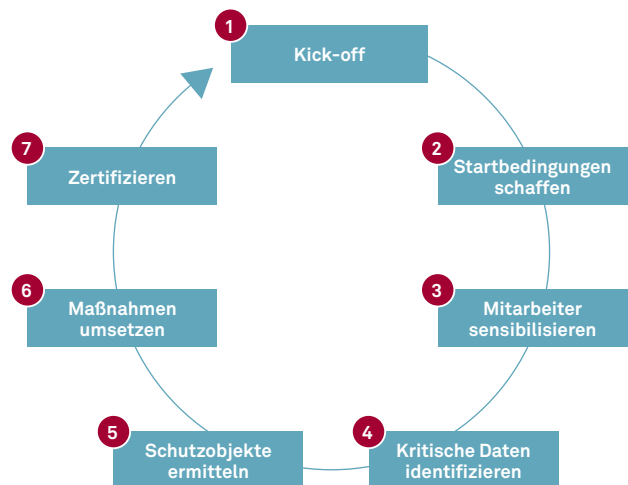 1
Kick-off
2
Startbedingungen
schaffen
3
Mitarbeiter
sensibilisieren
4
Kritische Daten
identifizieren
5
Schutzobjekte
ermitteln
6
Maßnahmen
umsetzen
7
Zertifizieren